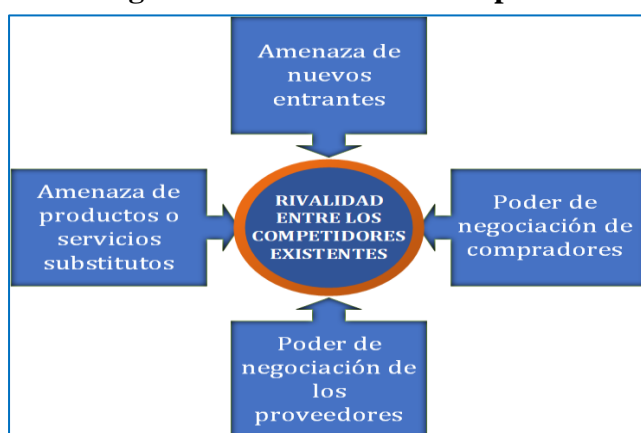 Amenaza de
nuevos
entrantes
Amenaza de
productos o
servicios
substitutos
RIVALIDAD
ENTRE LOS
COMPETIDORES
EXISTENTES
Poder de
negociación de
compradores
Poder de
negociación de
los
proveedores